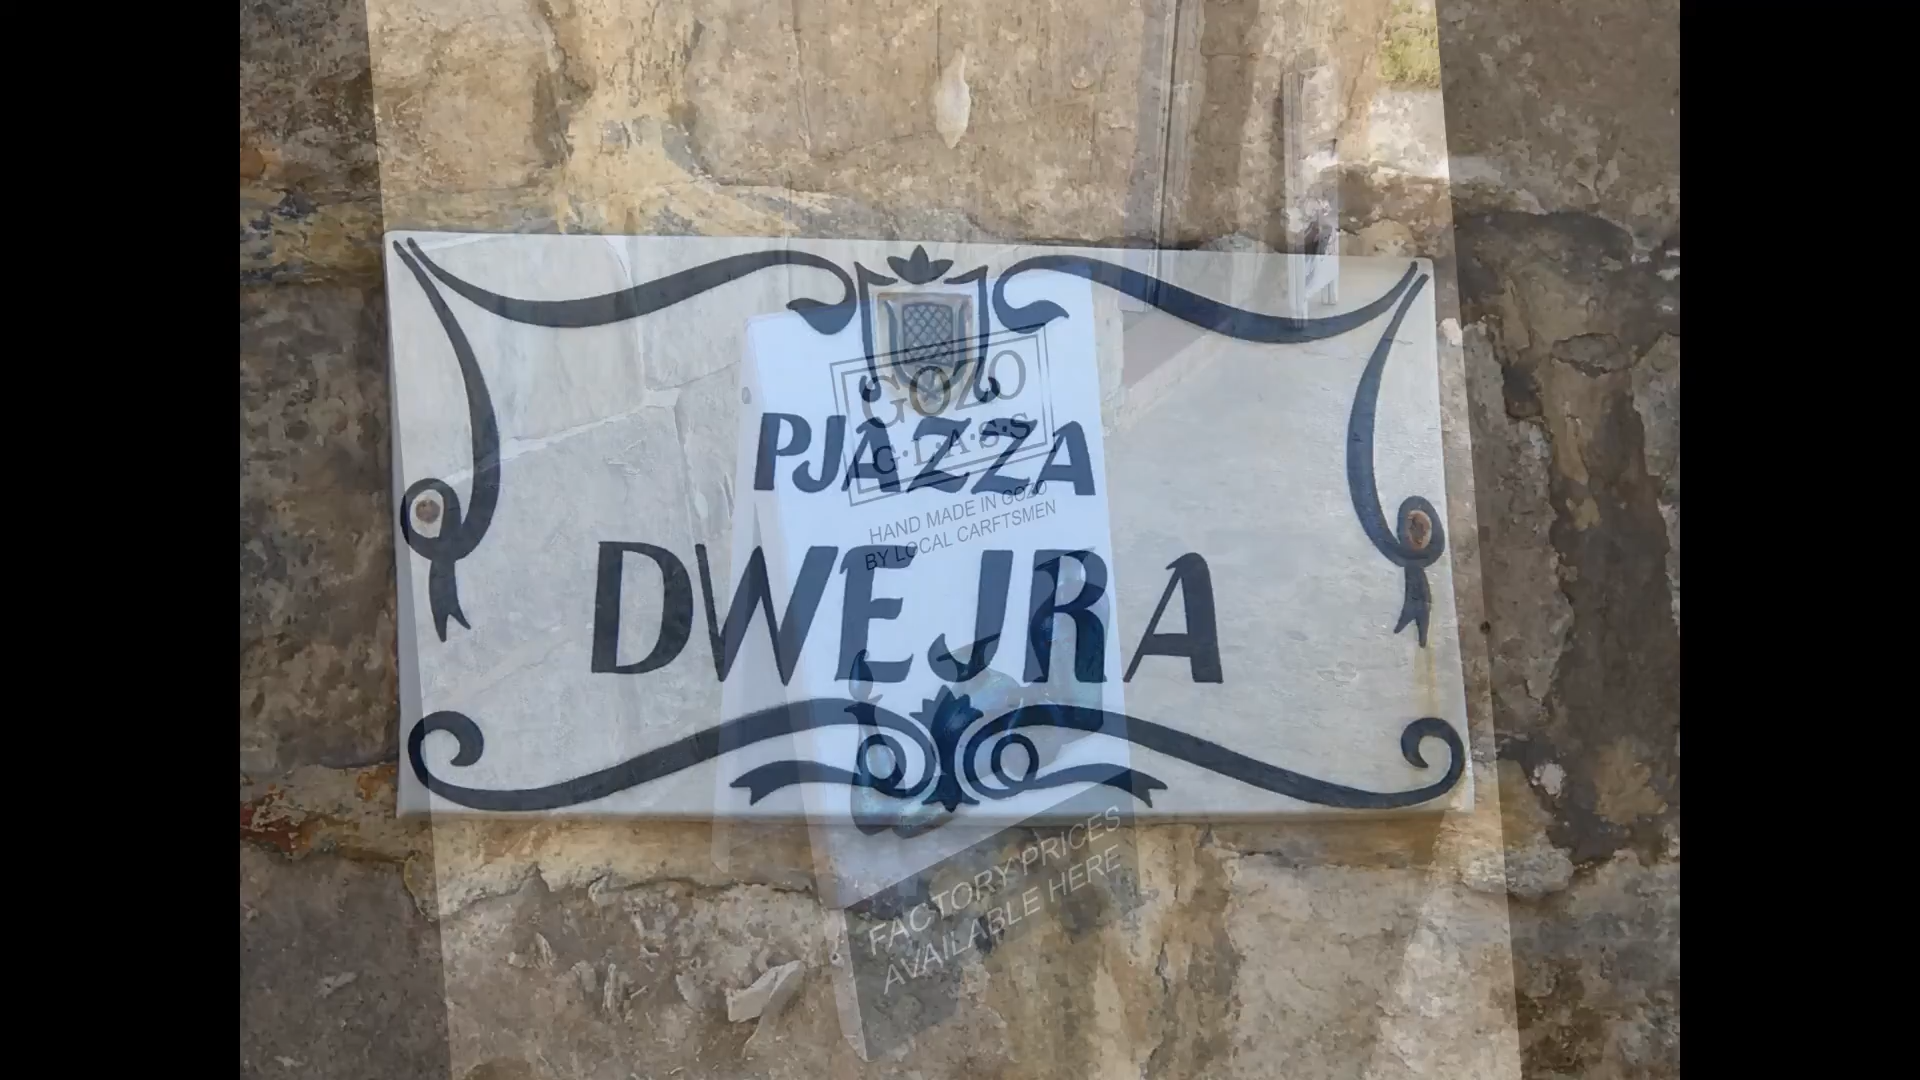 PJAZZA
DWEJRA
GOZO
G·L·A·S·S
HAND MADE IN GOZO
BY LOCAL CARFTSMEN
FACTORY PRICES
AVAILABLE HERE